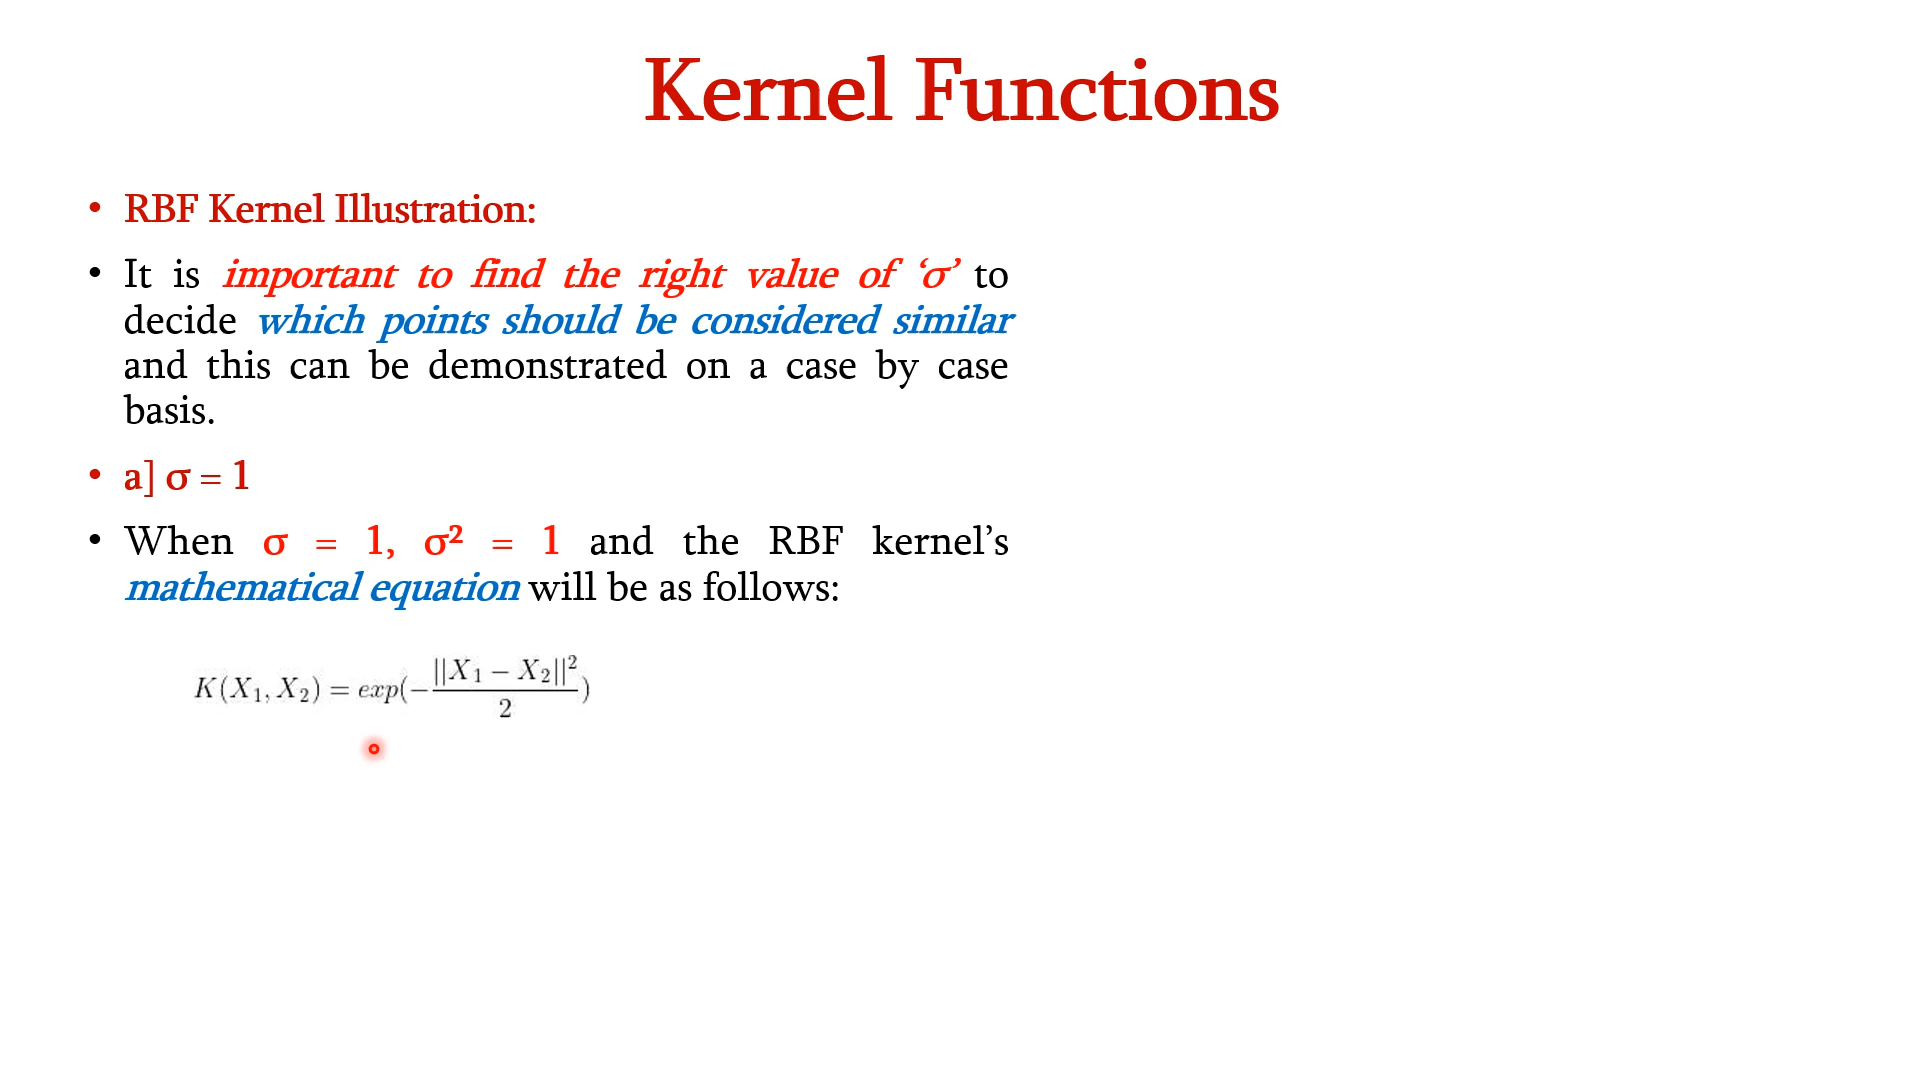 Kernel Functions
• RBF Kernel Illustration:
• It is important to find the right value of ‘σ’ to
decide which points should be considered similar
and this can be demonstrated on a case by case
basis.
• a] σ = 1
• When σ = 1, σ² = 1 and the RBF kernel’s
mathematical equation will be as follows:
K(X₁, X₂) = exp(−||X₁ − X₂||²/2)